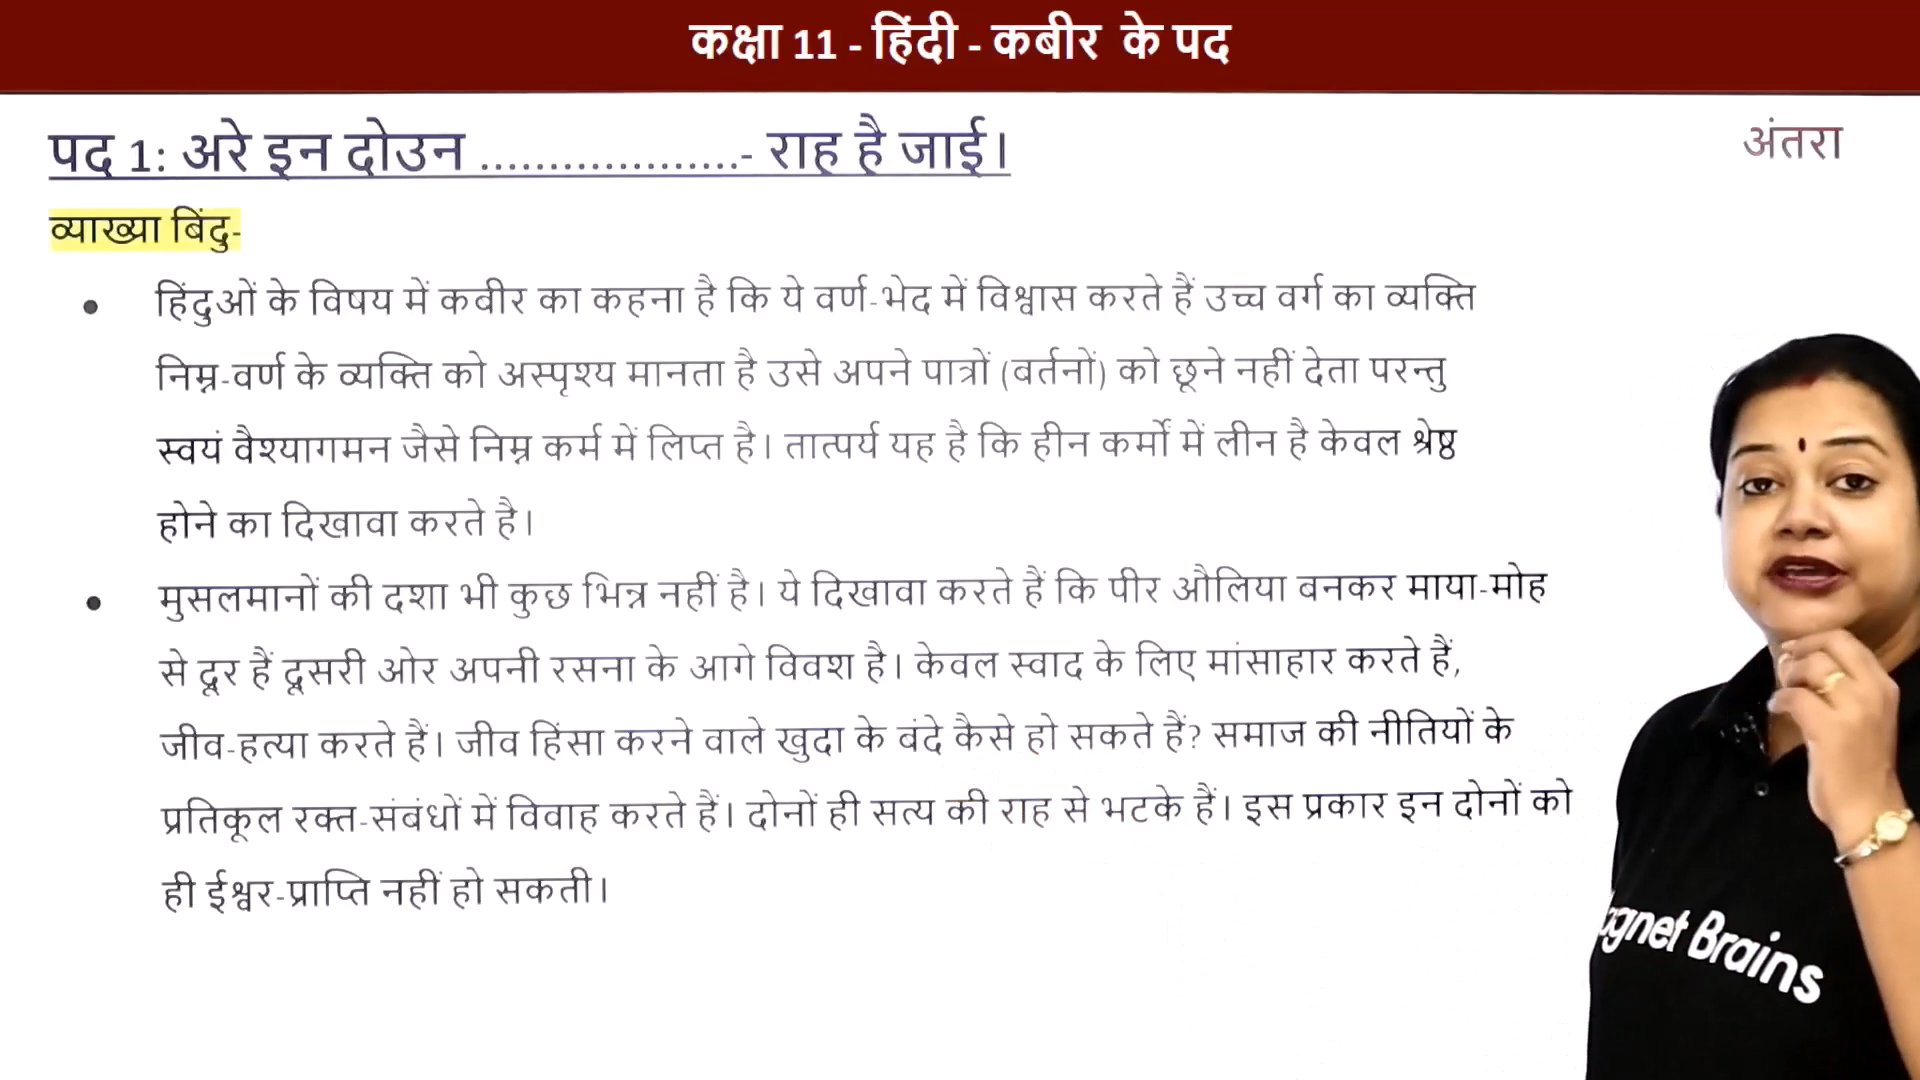 कक्षा 11 - हिंदी - कबीर के पद
पद 1: अरे इन दोउन ...................- राह है जाई।
अंतरा
व्याख्या बिंदु-
• हिंदुओं के विषय में कबीर का कहना है कि ये वर्ण-भेद में विश्वास करते हैं उच्च वर्ग का व्यक्ति
निम्न-वर्ण के व्यक्ति को अस्पृश्य मानता है उसे अपने पात्रों (बर्तनों) को छूने नहीं देता परन्तु
स्वयं वैश्यागमन जैसे निम्न कर्म में लिप्त है। तात्पर्य यह है कि हीन कर्मों में लीन है केवल श्रेष्ठ
होने का दिखावा करते है।
• मुसलमानों की दशा भी कुछ भिन्न नहीं है। ये दिखावा करते हैं कि पीर औलिया बनकर माया-मोह
से दूर हैं दूसरी ओर अपनी रसना के आगे विवश है। केवल स्वाद के लिए मांसाहार करते हैं,
जीव-हत्या करते हैं। जीव हिंसा करने वाले खुदा के बंदे कैसे हो सकते हैं? समाज की नीतियों के
प्रतिकूल रक्त-संबंधों में विवाह करते हैं। दोनों ही सत्य की राह से भटके हैं। इस प्रकार इन दोनों को
ही ईश्वर-प्राप्ति नहीं हो सकती।
agnet Brains